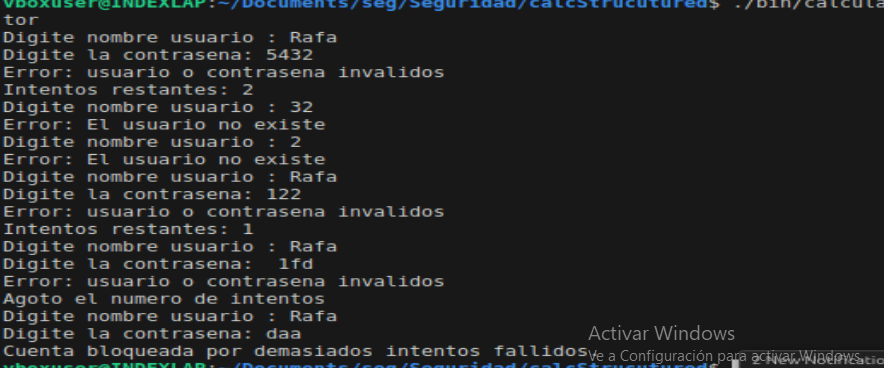 vboxuser@INDEXLAP:~/Documents/seg/Seguridad/calcStrucutured$ ./bin/calcula
tor
Digite nombre usuario : Rafa
Digite la contrasena: 5432
Error: usuario o contrasena invalidos
Intentos restantes: 2
Digite nombre usuario : 32
Error: El usuario no existe
Digite nombre usuario : 2
Error: El usuario no existe
Digite nombre usuario : Rafa
Digite la contrasena: 122
Error: usuario o contrasena invalidos
Intentos restantes: 1
Digite nombre usuario : Rafa
Digite la contrasena:  1fd
Error: usuario o contrasena invalidos
Agoto el numero de intentos
Digite nombre usuario : Rafa
Digite la contrasena: daa
Cuenta bloqueada por demasiados intentos fallidos
Activar Windows
Ve a Configuración para activar Windows.
2 New Notificatio
vboxuser@INDEXLAP:~/Documents/seg/Seguridad/calcStrucutured$